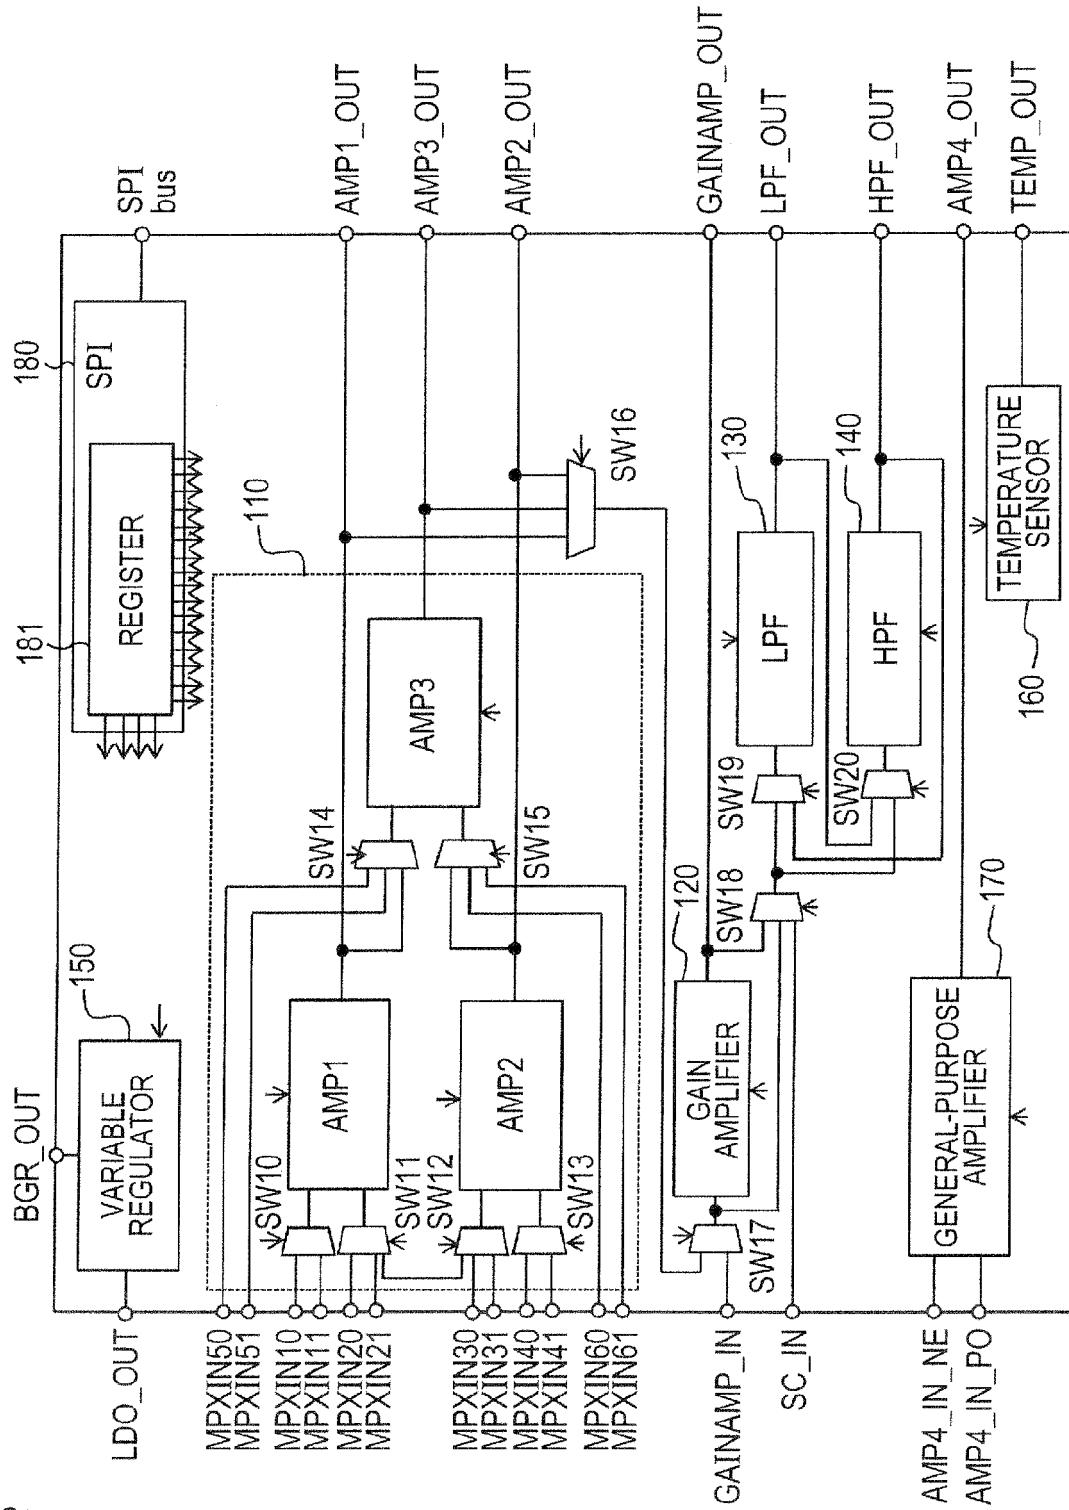 BGR_OUT
LDO_OUT
VARIABLE
REGULATOR
150
181
REGISTER
SPI
180
SPI
bus
110
MPXIN50
MPXIN51
MPXIN10
MPXIN11
MPXIN20
MPXIN21
MPXIN30
MPXIN31
MPXIN40
MPXIN41
MPXIN60
MPXIN61
SW10
SW11
SW12
SW13
AMP1
AMP2
SW14
SW15
AMP3
SW16
AMP1_OUT
AMP3_OUT
AMP2_OUT
GAINAMP_IN
SC_IN
SW17
GAIN
AMPLIFIER
120
SW18
SW19
SW20
LPF
130
HPF
140
GAINAMP_OUT
LPF_OUT
HPF_OUT
AMP4_IN_NE
AMP4_IN_PO
GENERAL-PURPOSE
AMPLIFIER
170
AMP4_OUT
160
TEMPERATURE
SENSOR
TEMP_OUT